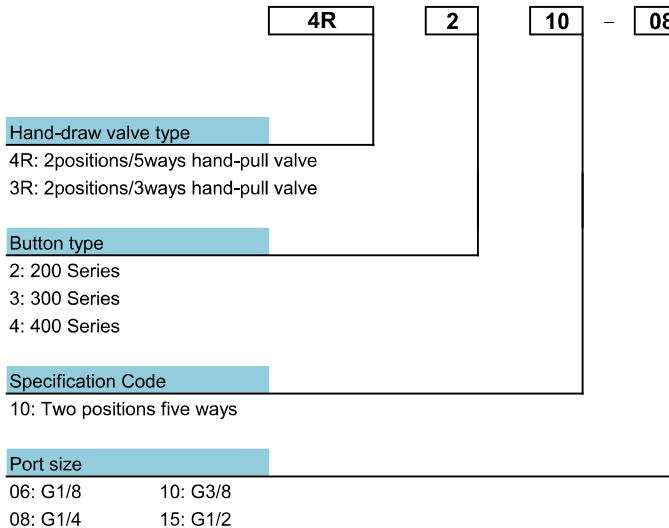 4R 2 10 – 08
Hand-draw valve type
4R: 2positions/5ways hand-pull valve
3R: 2positions/3ways hand-pull valve
Button type
2: 200 Series
3: 300 Series
4: 400 Series
Specification Code
10: Two positions five ways
Port size
06: G1/8 10: G3/8
08: G1/4 15: G1/2